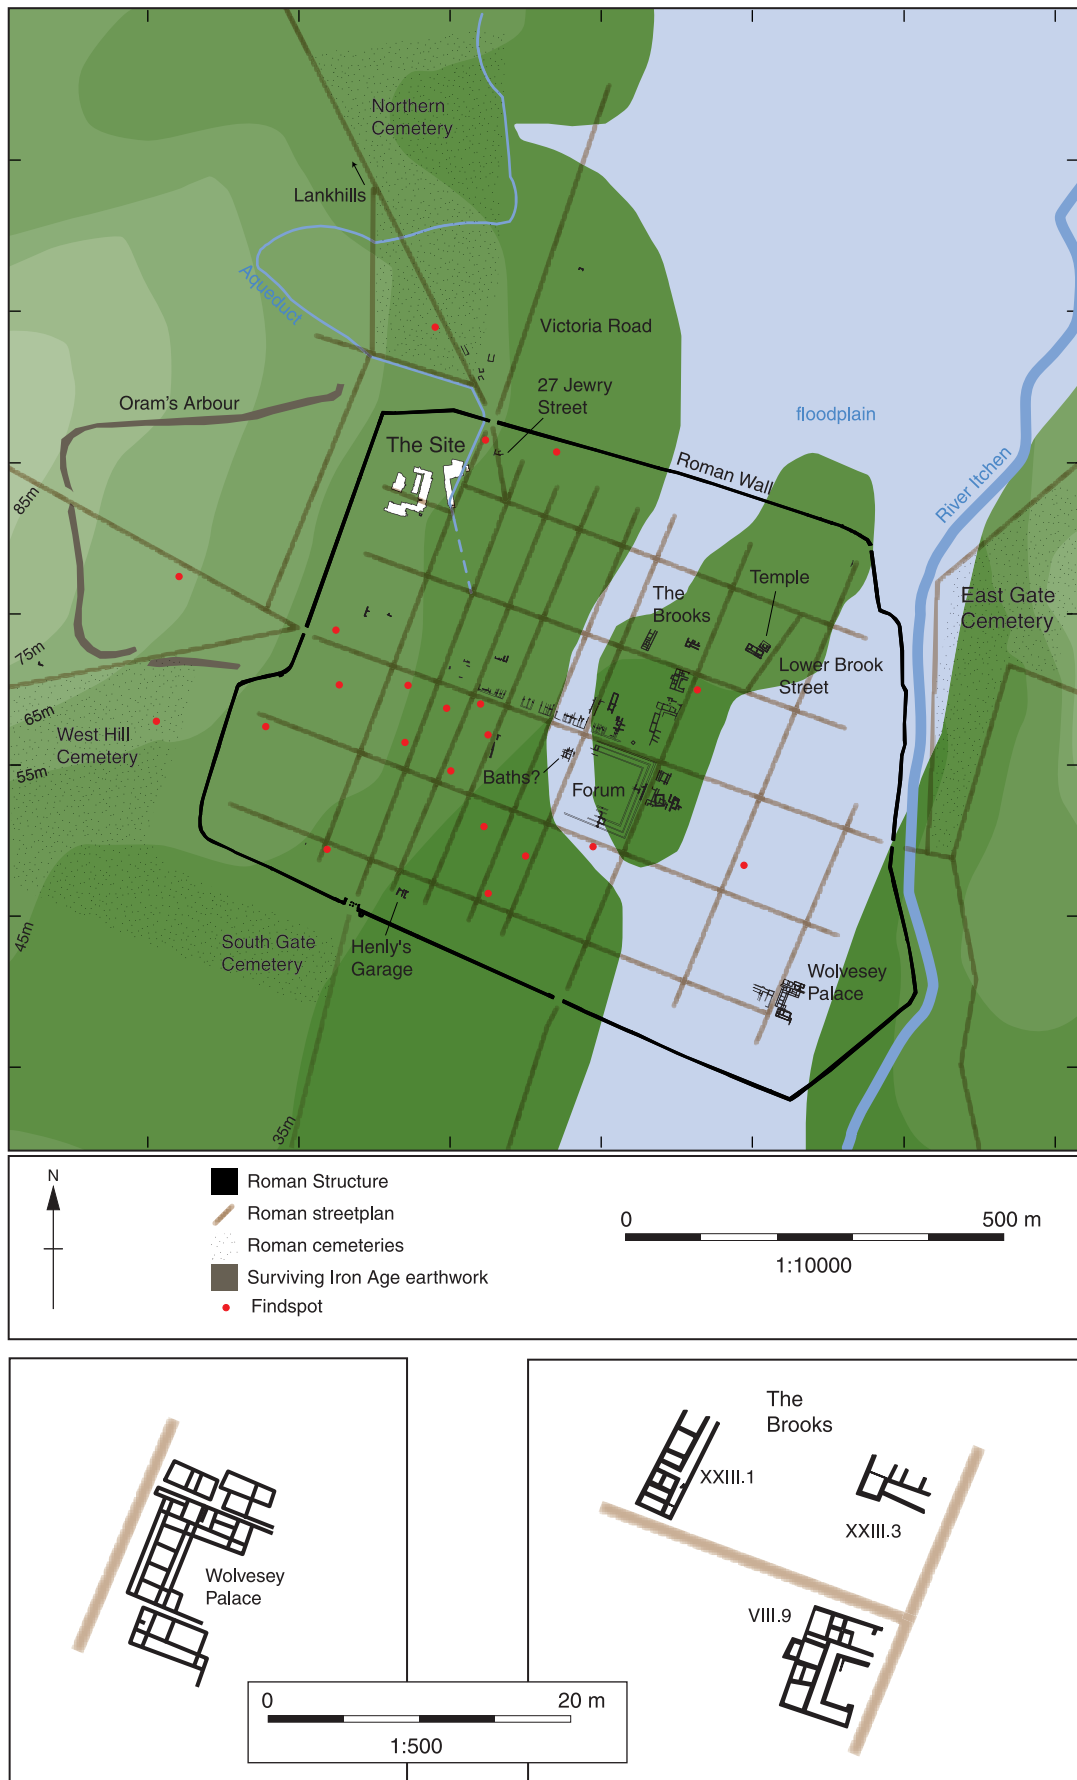 Northern
Cemetery
Lankhills
Aqueduct
Victoria Road
27 Jewry
Street
Oram's Arbour
floodplain
The Site
Roman Wall
River Itchen
85m
The
Brooks
Temple
East Gate
Cemetery
75m
Lower Brook
Street
65m
West Hill
Cemetery
55m
Baths?
Forum
45m
South Gate
Cemetery
Henly's
Garage
Wolvesey
Palace
35m
N
Roman Structure
Roman streetplan
Roman cemeteries
Surviving Iron Age earthwork
Findspot
0 500 m
1:10000
The
Brooks
XXIII.1
XXIII.3
Wolvesey
Palace
VIII.9
0 20 m
1:500